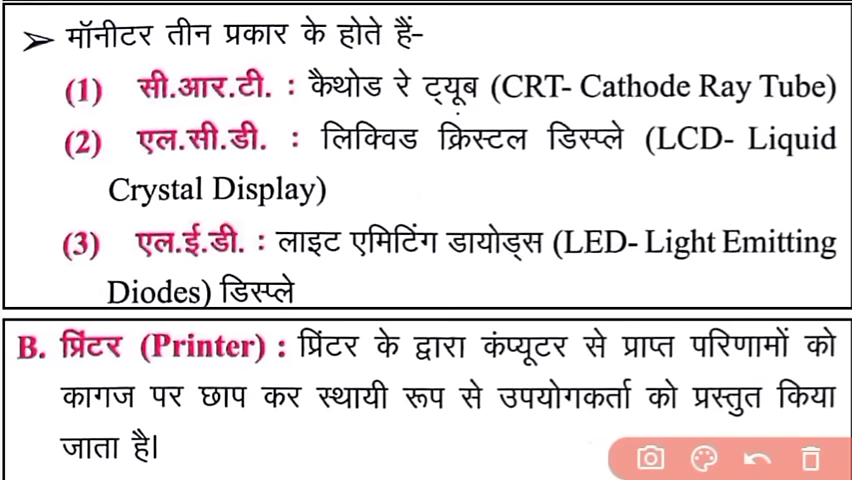 ➢ मॉनीटर तीन प्रकार के होते हैं-
(1) सी.आर.टी. : कैथोड रे ट्यूब (CRT- Cathode Ray Tube)
(2) एल.सी.डी. : लिक्विड क्रिस्टल डिस्प्ले (LCD- Liquid
Crystal Display)
(3) एल.ई.डी. : लाइट एमिटिंग डायोड्स (LED- Light Emitting
Diodes) डिस्प्ले
B. प्रिंटर (Printer) : प्रिंटर के द्वारा कंप्यूटर से प्राप्त परिणामों को
कागज पर छाप कर स्थायी रूप से उपयोगकर्ता को प्रस्तुत किया
जाता है।